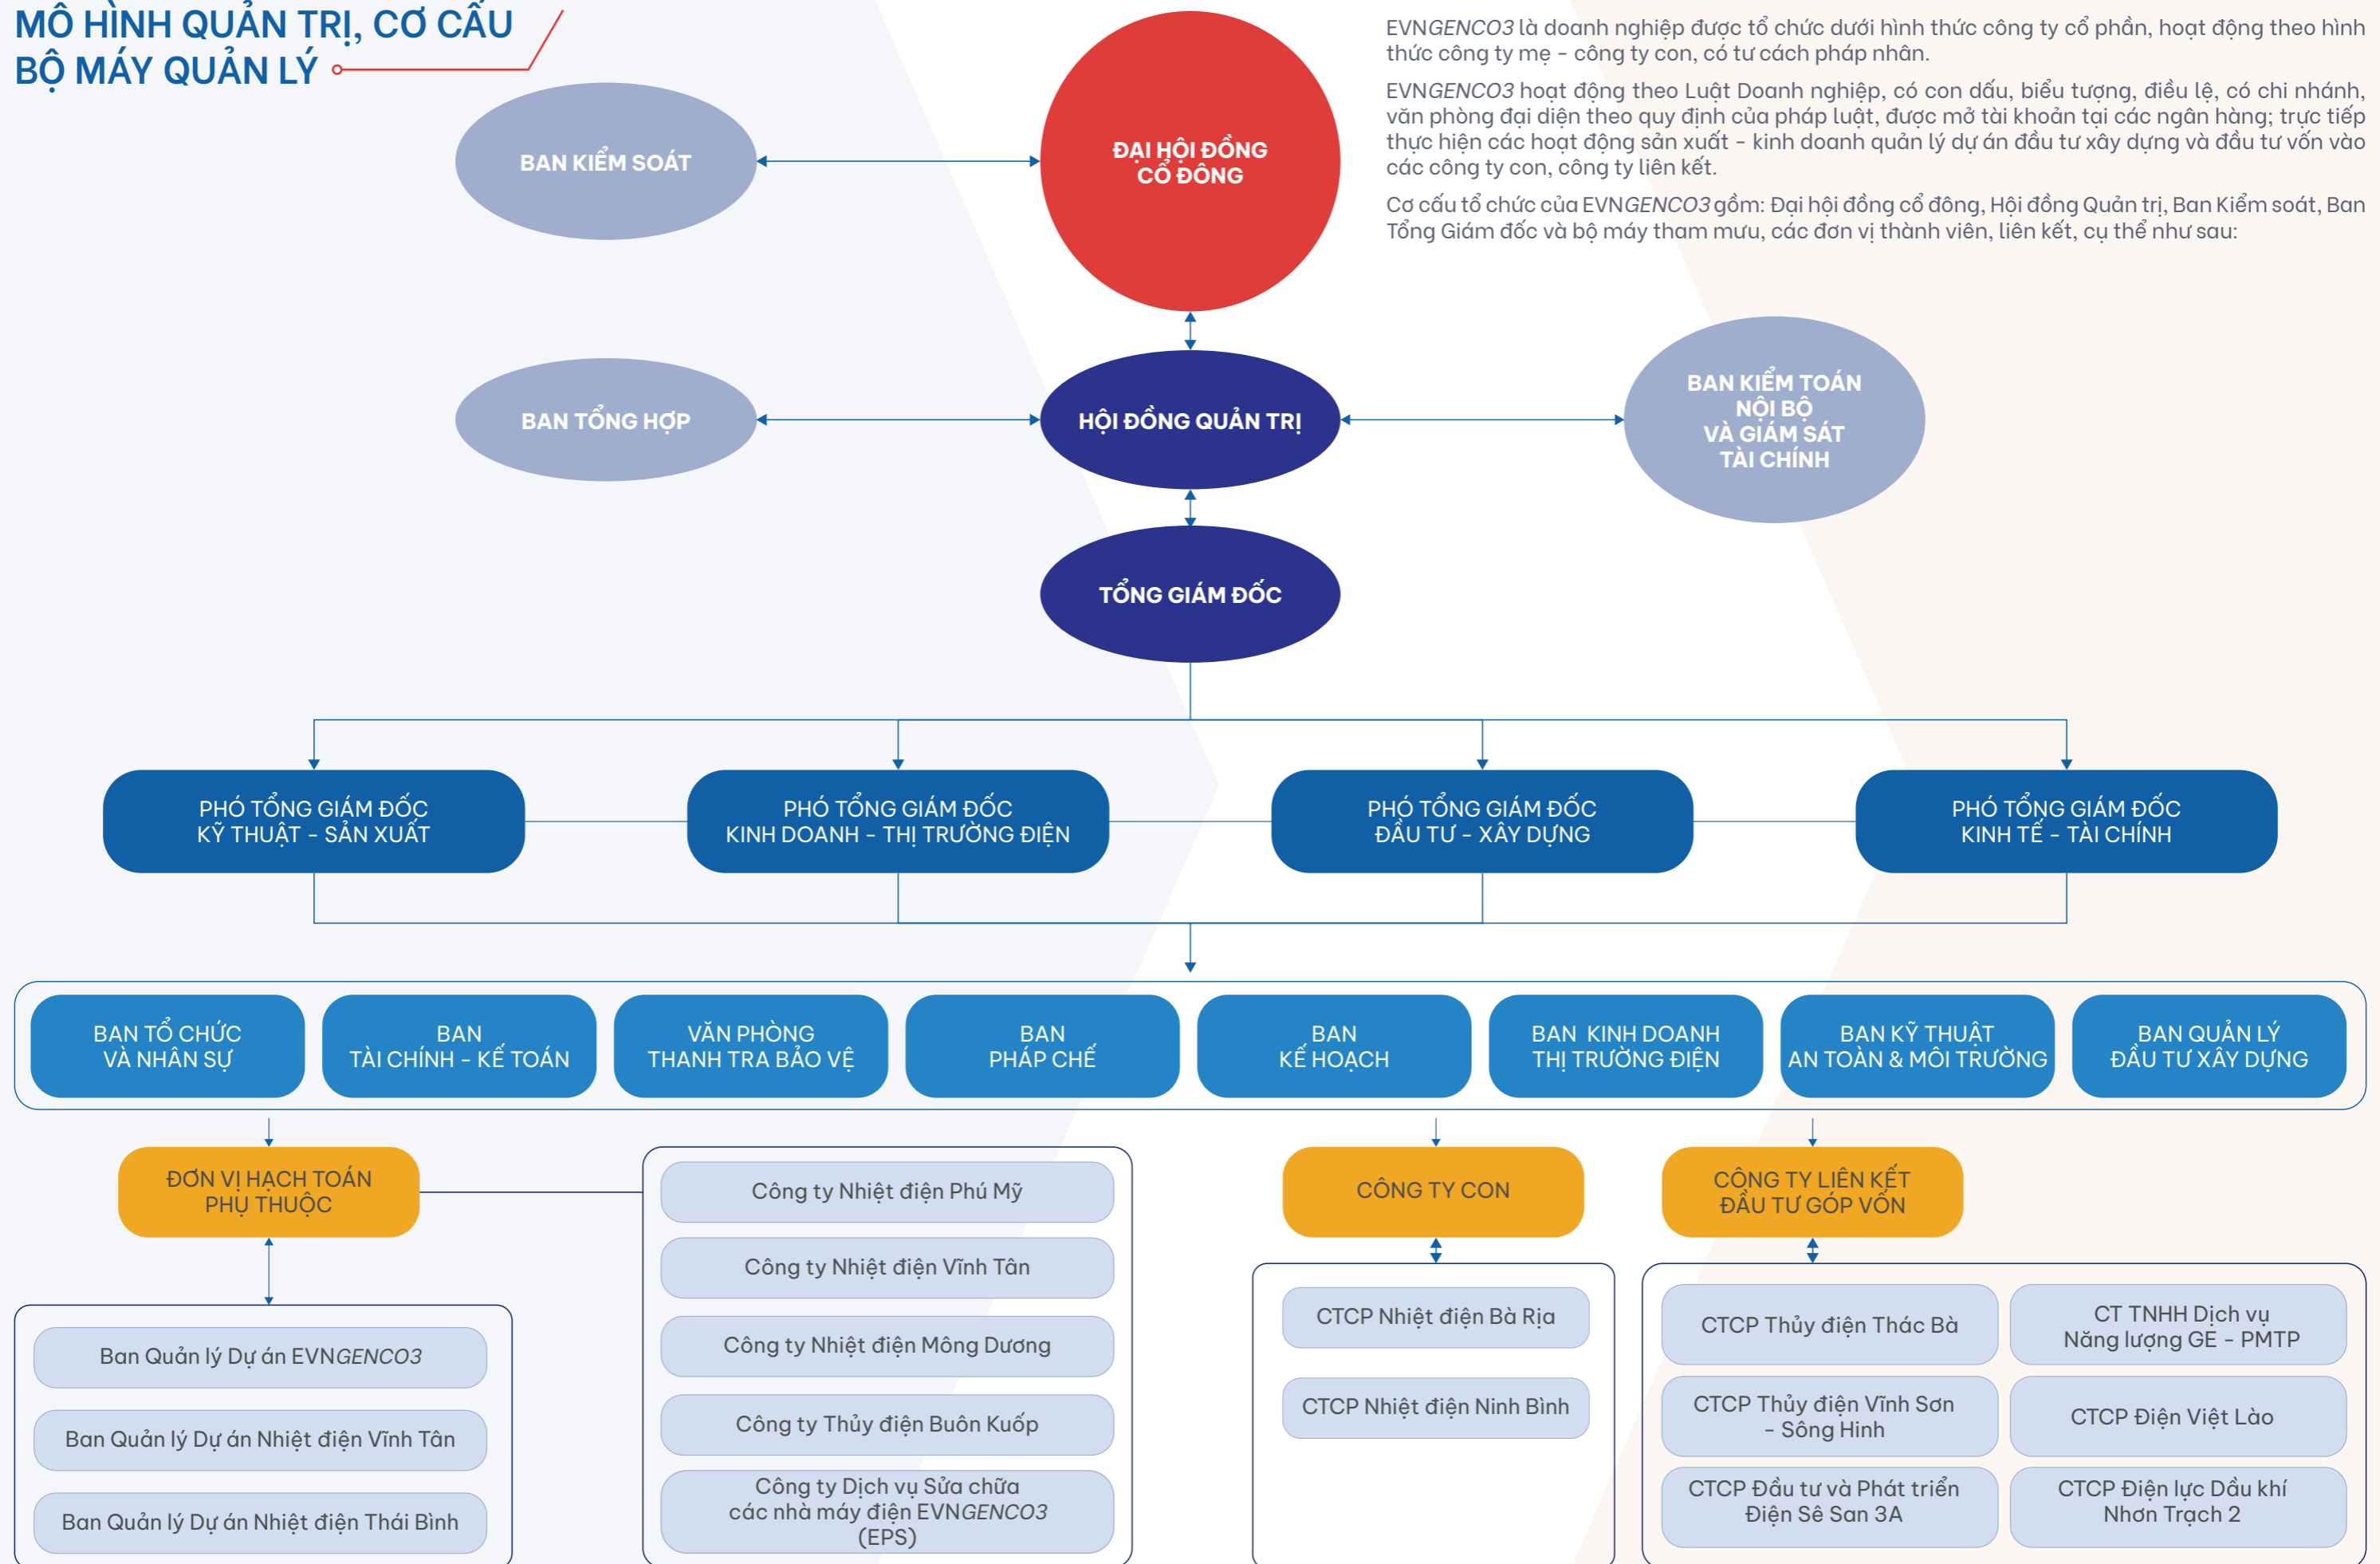 MÔ HÌNH QUẢN TRỊ, CƠ CẤU
BỘ MÁY QUẢN LÝ
EVNGENCO3 là doanh nghiệp được tổ chức dưới hình thức công ty cổ phần, hoạt động theo hình
thức công ty mẹ - công ty con, có tư cách pháp nhân.
EVNGENCO3 hoạt động theo Luật Doanh nghiệp, có con dấu, biểu tượng, điều lệ, có chi nhánh,
văn phòng đại diện theo quy định của pháp luật, được mở tài khoản tại các ngân hàng; trực tiếp
thực hiện các hoạt động sản xuất - kinh doanh quản lý dự án đầu tư xây dựng và đầu tư vốn vào
các công ty con, công ty liên kết.
Cơ cấu tổ chức của EVNGENCO3 gồm: Đại hội đồng cổ đông, Hội đồng Quản trị, Ban Kiểm soát, Ban
Tổng Giám đốc và bộ máy tham mưu, các đơn vị thành viên, liên kết, cụ thể như sau:
BAN KIỂM SOÁT
ĐẠI HỘI ĐỒNG
CỔ ĐÔNG
BAN TỔNG HỢP
HỘI ĐỒNG QUẢN TRỊ
BAN KIỂM TOÁN
NỘI BỘ
VÀ GIÁM SÁT
TÀI CHÍNH
TỔNG GIÁM ĐỐC
PHÓ TỔNG GIÁM ĐỐC
KỸ THUẬT - SẢN XUẤT
PHÓ TỔNG GIÁM ĐỐC
KINH DOANH - THỊ TRƯỜNG ĐIỆN
PHÓ TỔNG GIÁM ĐỐC
ĐẦU TƯ - XÂY DỰNG
PHÓ TỔNG GIÁM ĐỐC
KINH TẾ - TÀI CHÍNH
BAN TỔ CHỨC
VÀ NHÂN SỰ
BAN
TÀI CHÍNH - KẾ TOÁN
VĂN PHÒNG
THANH TRA BẢO VỆ
BAN
PHÁP CHẾ
BAN
KẾ HOẠCH
BAN KINH DOANH
THỊ TRƯỜNG ĐIỆN
BAN KỸ THUẬT
AN TOÀN & MÔI TRƯỜNG
BAN QUẢN LÝ
ĐẦU TƯ XÂY DỰNG
ĐƠN VỊ HẠCH TOÁN
PHỤ THUỘC
Ban Quản lý Dự án EVNGENCO3
Ban Quản lý Dự án Nhiệt điện Vĩnh Tân
Ban Quản lý Dự án Nhiệt điện Thái Bình
Công ty Nhiệt điện Phú Mỹ
Công ty Nhiệt điện Vĩnh Tân
Công ty Nhiệt điện Mông Dương
Công ty Thủy điện Buôn Kuốp
Công ty Dịch vụ Sửa chữa
các nhà máy điện EVNGENCO3
(EPS)
CÔNG TY CON
CTCP Nhiệt điện Bà Rịa
CTCP Nhiệt điện Ninh Bình
CÔNG TY LIÊN KẾT
ĐẦU TƯ GÓP VỐN
CTCP Thủy điện Thác Bà
CT TNHH Dịch vụ
Năng lượng GE - PMTP
CTCP Thủy điện Vĩnh Sơn
- Sông Hinh
CTCP Điện Việt Lào
CTCP Đầu tư và Phát triển
Điện Sê San 3A
CTCP Điện lực Dầu khí
Nhơn Trạch 2